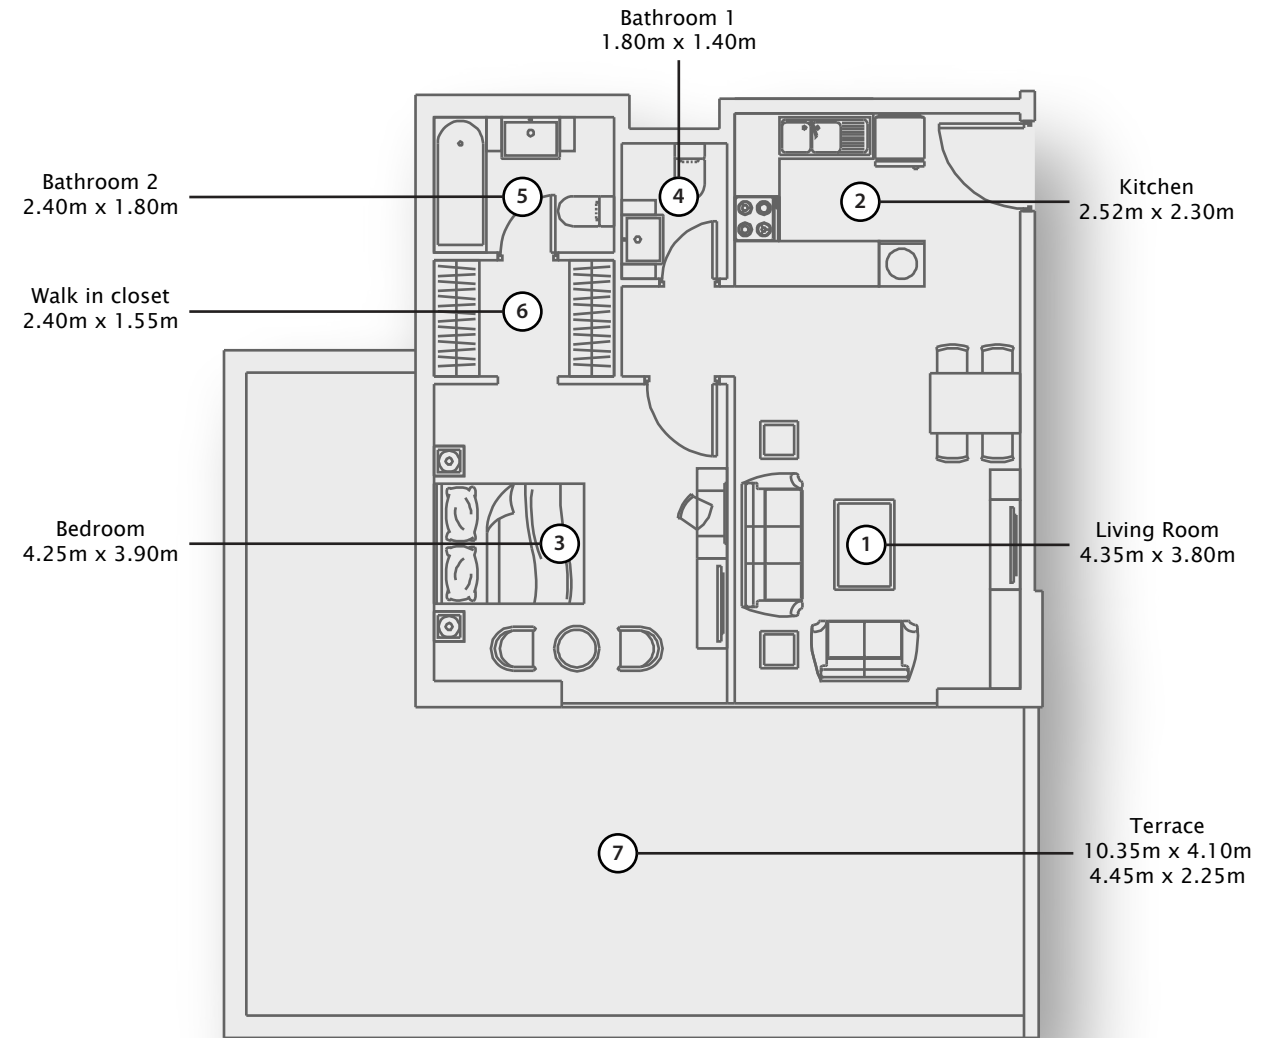 Bathroom 1
1.80m x 1.40m
Bathroom 2
2.40m x 1.80m
5
4
2
Kitchen
2.52m x 2.30m
Walk in closet
2.40m x 1.55m
6
Bedroom
4.25m x 3.90m
3
1
Living Room
4.35m x 3.80m
7
Terrace
10.35m x 4.10m
4.45m x 2.25m